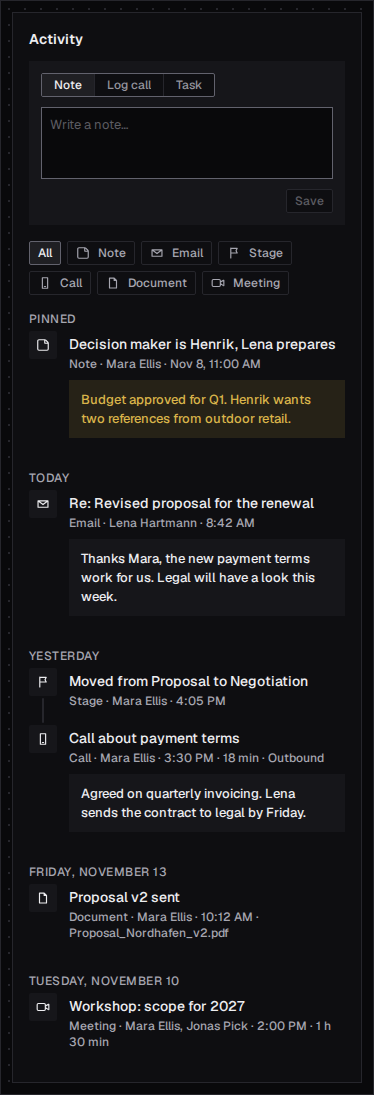 Activity
Note Log call Task
Write a note…
Save
All Note Email Stage
Call Document Meeting
PINNED
Decision maker is Henrik, Lena prepares
Note · Mara Ellis · Nov 8, 11:00 AM
Budget approved for Q1. Henrik wants
two references from outdoor retail.
TODAY
Re: Revised proposal for the renewal
Email · Lena Hartmann · 8:42 AM
Thanks Mara, the new payment terms
work for us. Legal will have a look this
week.
YESTERDAY
Moved from Proposal to Negotiation
Stage · Mara Ellis · 4:05 PM
Call about payment terms
Call · Mara Ellis · 3:30 PM · 18 min · Outbound
Agreed on quarterly invoicing. Lena
sends the contract to legal by Friday.
FRIDAY, NOVEMBER 13
Proposal v2 sent
Document · Mara Ellis · 10:12 AM ·
Proposal_Nordhafen_v2.pdf
TUESDAY, NOVEMBER 10
Workshop: scope for 2027
Meeting · Mara Ellis, Jonas Pick · 2:00 PM · 1 h
30 min